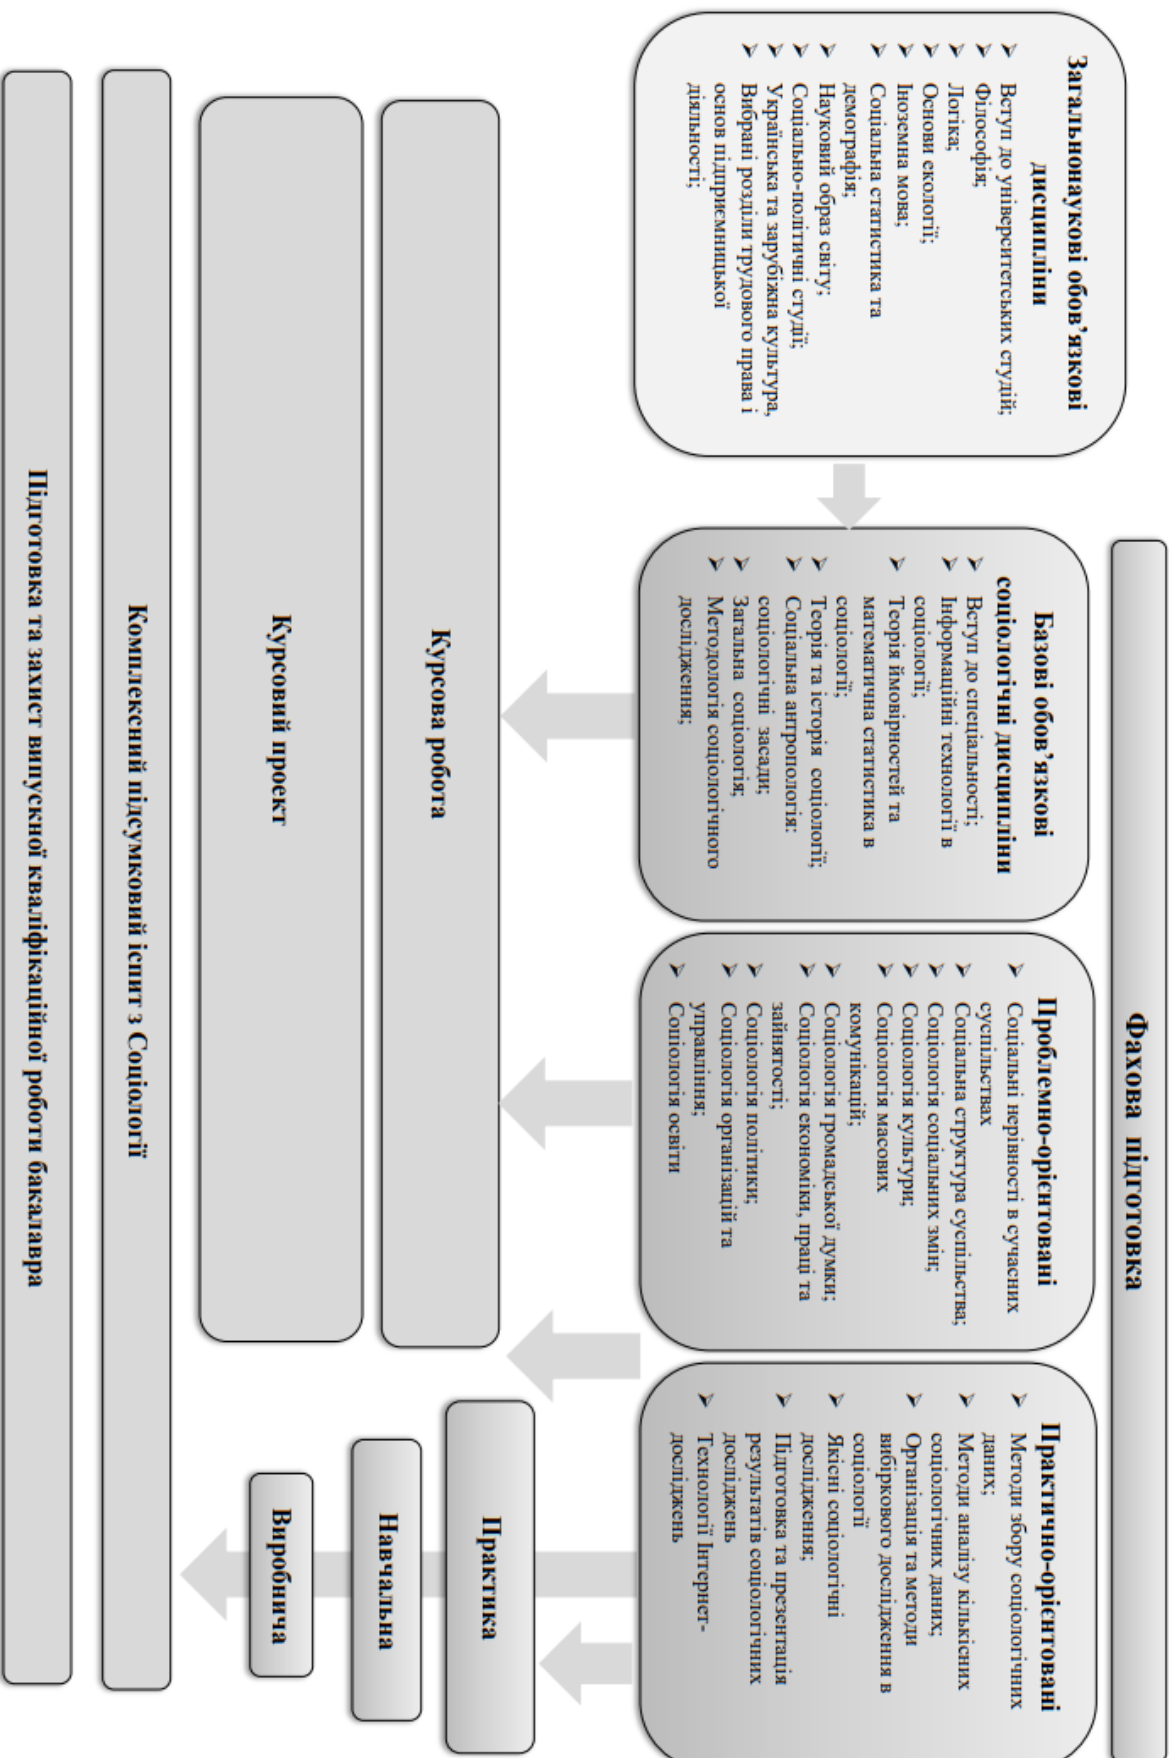 Фахова підготовка
Загальнонаукові обов’язкові
дисципліни
➢ Вступ до університетських студій;
➢ Філософія;
➢ Логіка;
➢ Основи екології;
➢ Іноземна мова;
➢ Соціальна статистика та
демографія;
➢ Науковий образ світу;
➢ Соціально-політичні студії;
➢ Українська та зарубіжна культура,
➢ Вибрані розділи трудового права і
основ підприємницької
діяльності;
Базові обов’язкові
соціологічні дисципліни
➢ Вступ до спеціальності;
➢ Інформаційні технології в
соціології;
➢ Теорія ймовірностей та
математична статистика в
соціології;
➢ Теорія та історія соціології;
➢ Соціальна антропологія:
соціологічні засади;
➢ Загальна соціологія;
➢ Методологія соціологічного
дослідження;
Проблемно-орієнтовані
➢ Соціальні нерівності в сучасних
суспільствах
➢ Соціальна структура суспільства;
➢ Соціологія соціальних змін;
➢ Соціологія культури;
➢ Соціологія масових
комунікацій;
➢ Соціологія громадської думки;
➢ Соціологія економіки, праці та
зайнятості;
➢ Соціологія політики;
➢ Соціологія організацій та
управління;
➢ Соціологія освіти
Практично-орієнтовані
➢ Методи збору соціологічних
даних;
➢ Методи аналізу кількісних
соціологічних даних;
➢ Організація та методи
вибіркового дослідження в
соціології
➢ Якісні соціологічні
дослідження;
➢ Підготовка та презентація
результатів соціологічних
досліджень
➢ Технології Інтернет-
досліджень
Курсова робота
Практика
Курсовий проект
Навчальна
Виробнича
Комплексний підсумковий іспит з Соціології
Підготовка та захист випускної кваліфікаційної роботи бакалавра